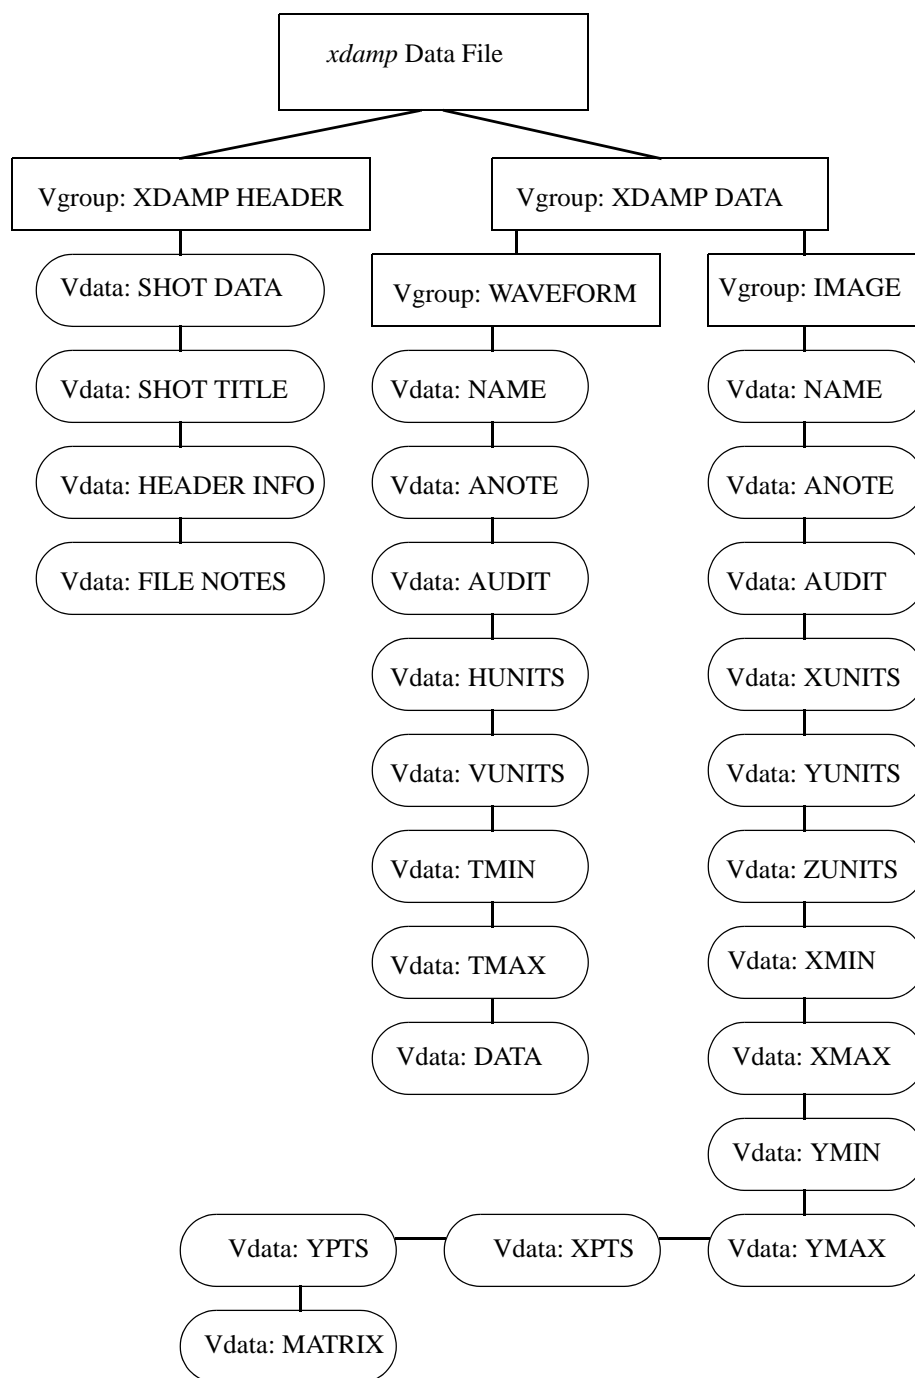 xdamp Data File
Vgroup: XDAMP HEADER
Vgroup: XDAMP DATA
Vdata: SHOT DATA
Vgroup: WAVEFORM
Vgroup: IMAGE
Vdata: SHOT TITLE
Vdata: NAME
Vdata: NAME
Vdata: HEADER INFO
Vdata: ANOTE
Vdata: ANOTE
Vdata: FILE NOTES
Vdata: AUDIT
Vdata: AUDIT
Vdata: HUNITS
Vdata: XUNITS
Vdata: VUNITS
Vdata: YUNITS
Vdata: TMIN
Vdata: ZUNITS
Vdata: TMAX
Vdata: XMIN
Vdata: DATA
Vdata: XMAX
Vdata: YMIN
Vdata: YPTS
Vdata: XPTS
Vdata: YMAX
Vdata: MATRIX